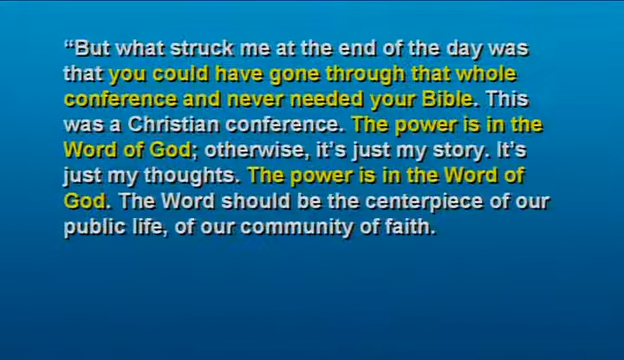 “But what struck me at the end of the day was
that you could have gone through that whole
conference and never needed your Bible. This
was a Christian conference. The power is in the
Word of God; otherwise, it’s just my story. It’s
just my thoughts. The power is in the Word of
God. The Word should be the centerpiece of our
public life, of our community of faith.